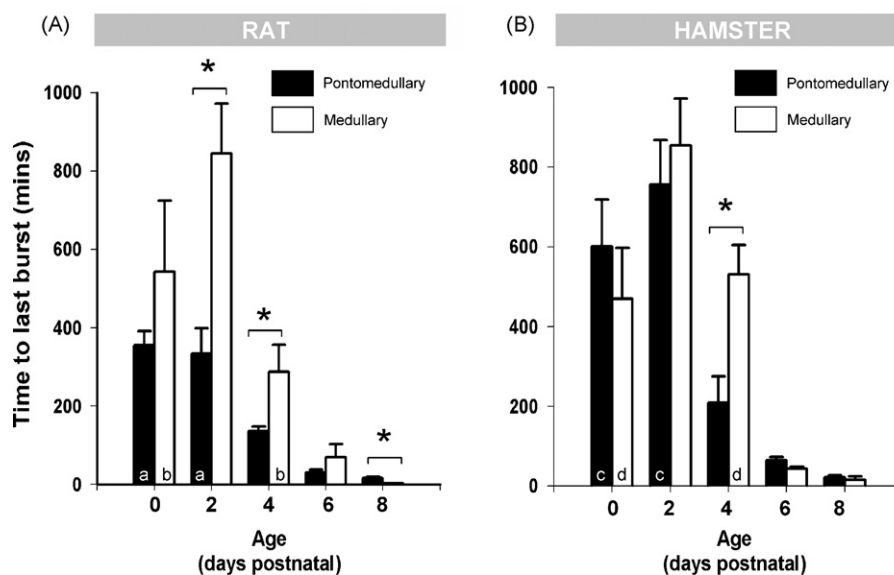 (A)
RAT
*
Pontomedullary
Medullary
1000
800
600
400
200
0
Time to last burst (mins)
*
*
a
b
a
b
0 2 4 6 8
Age
(days postnatal)
(B)
HAMSTER
Pontomedullary
Medullary
1000
800
600
400
200
0
*
c
d
c
d
0 2 4 6 8
Age
(days postnatal)